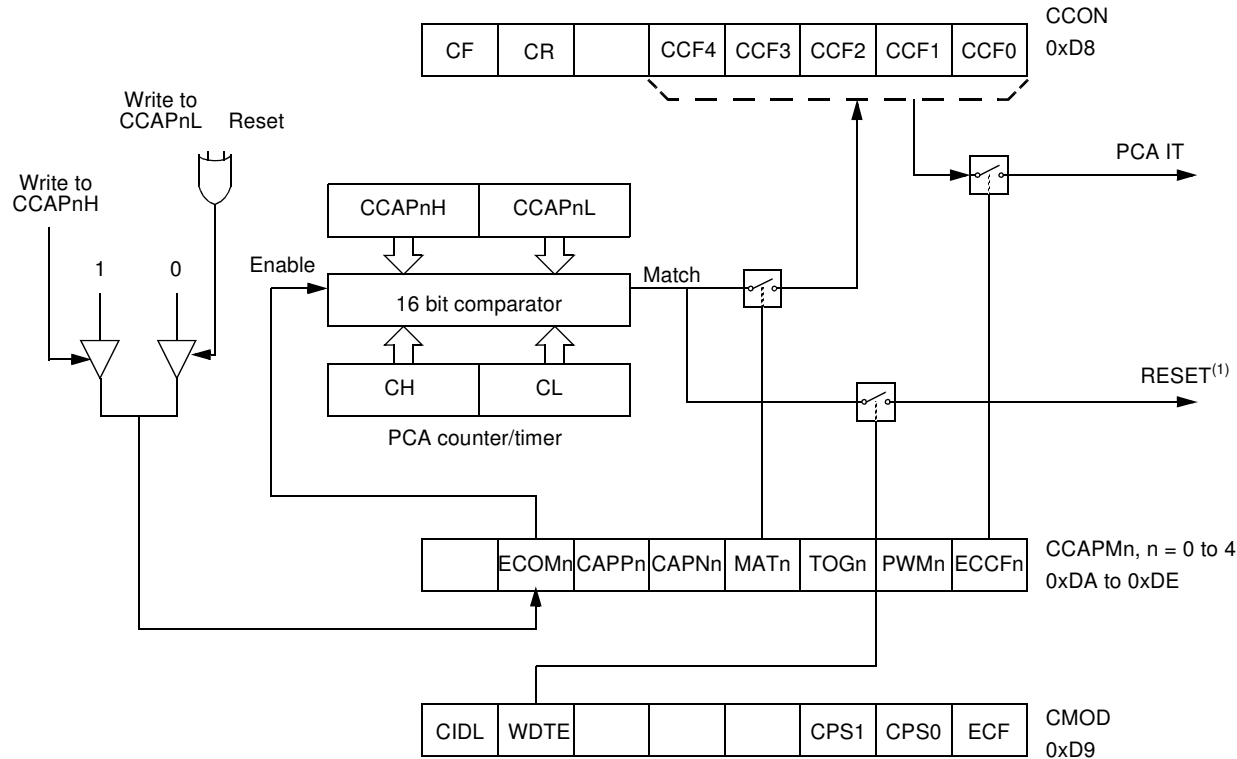 CCON
0xD8
CF CR CCF4 CCF3 CCF2 CCF1 CCF0
Write to
CCAPnL Reset
PCA IT
Write to
CCAPnH
CCAPnH CCAPnL
1 0
Enable
Match
16 bit comparator
RESET(1)
CH CL
PCA counter/timer
ECOMn CAPPn CAPNn MATn TOGn PWMn ECCFn
CCAPMn, n = 0 to 4
0xDA to 0xDE
CIDL WDTE CPS1 CPS0 ECF
CMOD
0xD9